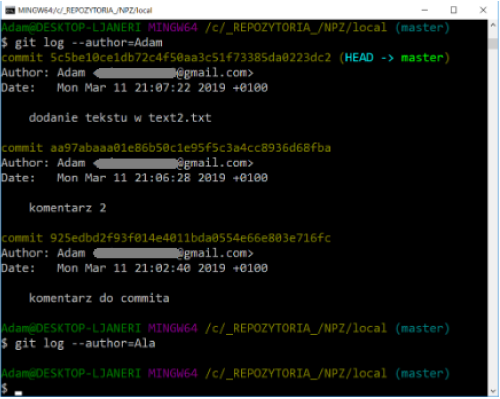 MINGW64:/c/_REPOZYTORIA_/NPZ/local
Adam@DESKTOP-LJANERI MINGW64 /c/_REPOZYTORIA_/NPZ/local (master)
$ git log --author=Adam
commit 5c5be10ce1db72c4f50aa3c51f73385da0223dc2 (HEAD -> master)
Author: Adam < @gmail.com>
Date: Mon Mar 11 21:07:22 2019 +0100
dodanie tekstu w text2.txt
commit aa97abaaa01e86b50c1e95f5c3a4cc8936d68fba
Author: Adam < @gmail.com>
Date: Mon Mar 11 21:06:28 2019 +0100
komentarz 2
commit 925edbd2f93f014e4011bda0554e66e803e716fc
Author: Adam < @gmail.com>
Date: Mon Mar 11 21:02:40 2019 +0100
komentarz do commita
Adam@DESKTOP-LJANERI MINGW64 /c/_REPOZYTORIA_/NPZ/local (master)
$ git log --author=Ala
Adam@DESKTOP-LJANERI MINGW64 /c/_REPOZYTORIA_/NPZ/local (master)
$